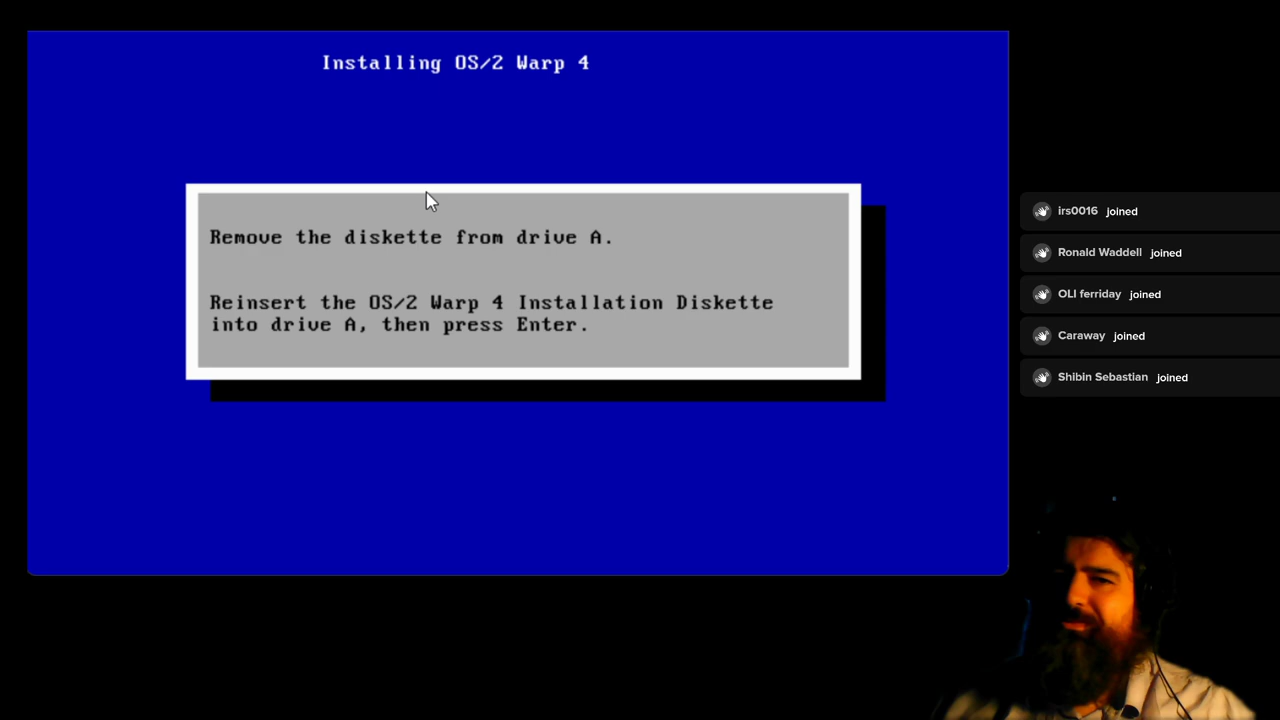 Installing OS/2 Warp 4
Remove the diskette from drive A.
Reinsert the OS/2 Warp 4 Installation Diskette
into drive A, then press Enter.
irs0016 joined
Ronald Waddell joined
OLI ferriday joined
Caraway joined
Shibin Sebastian joined